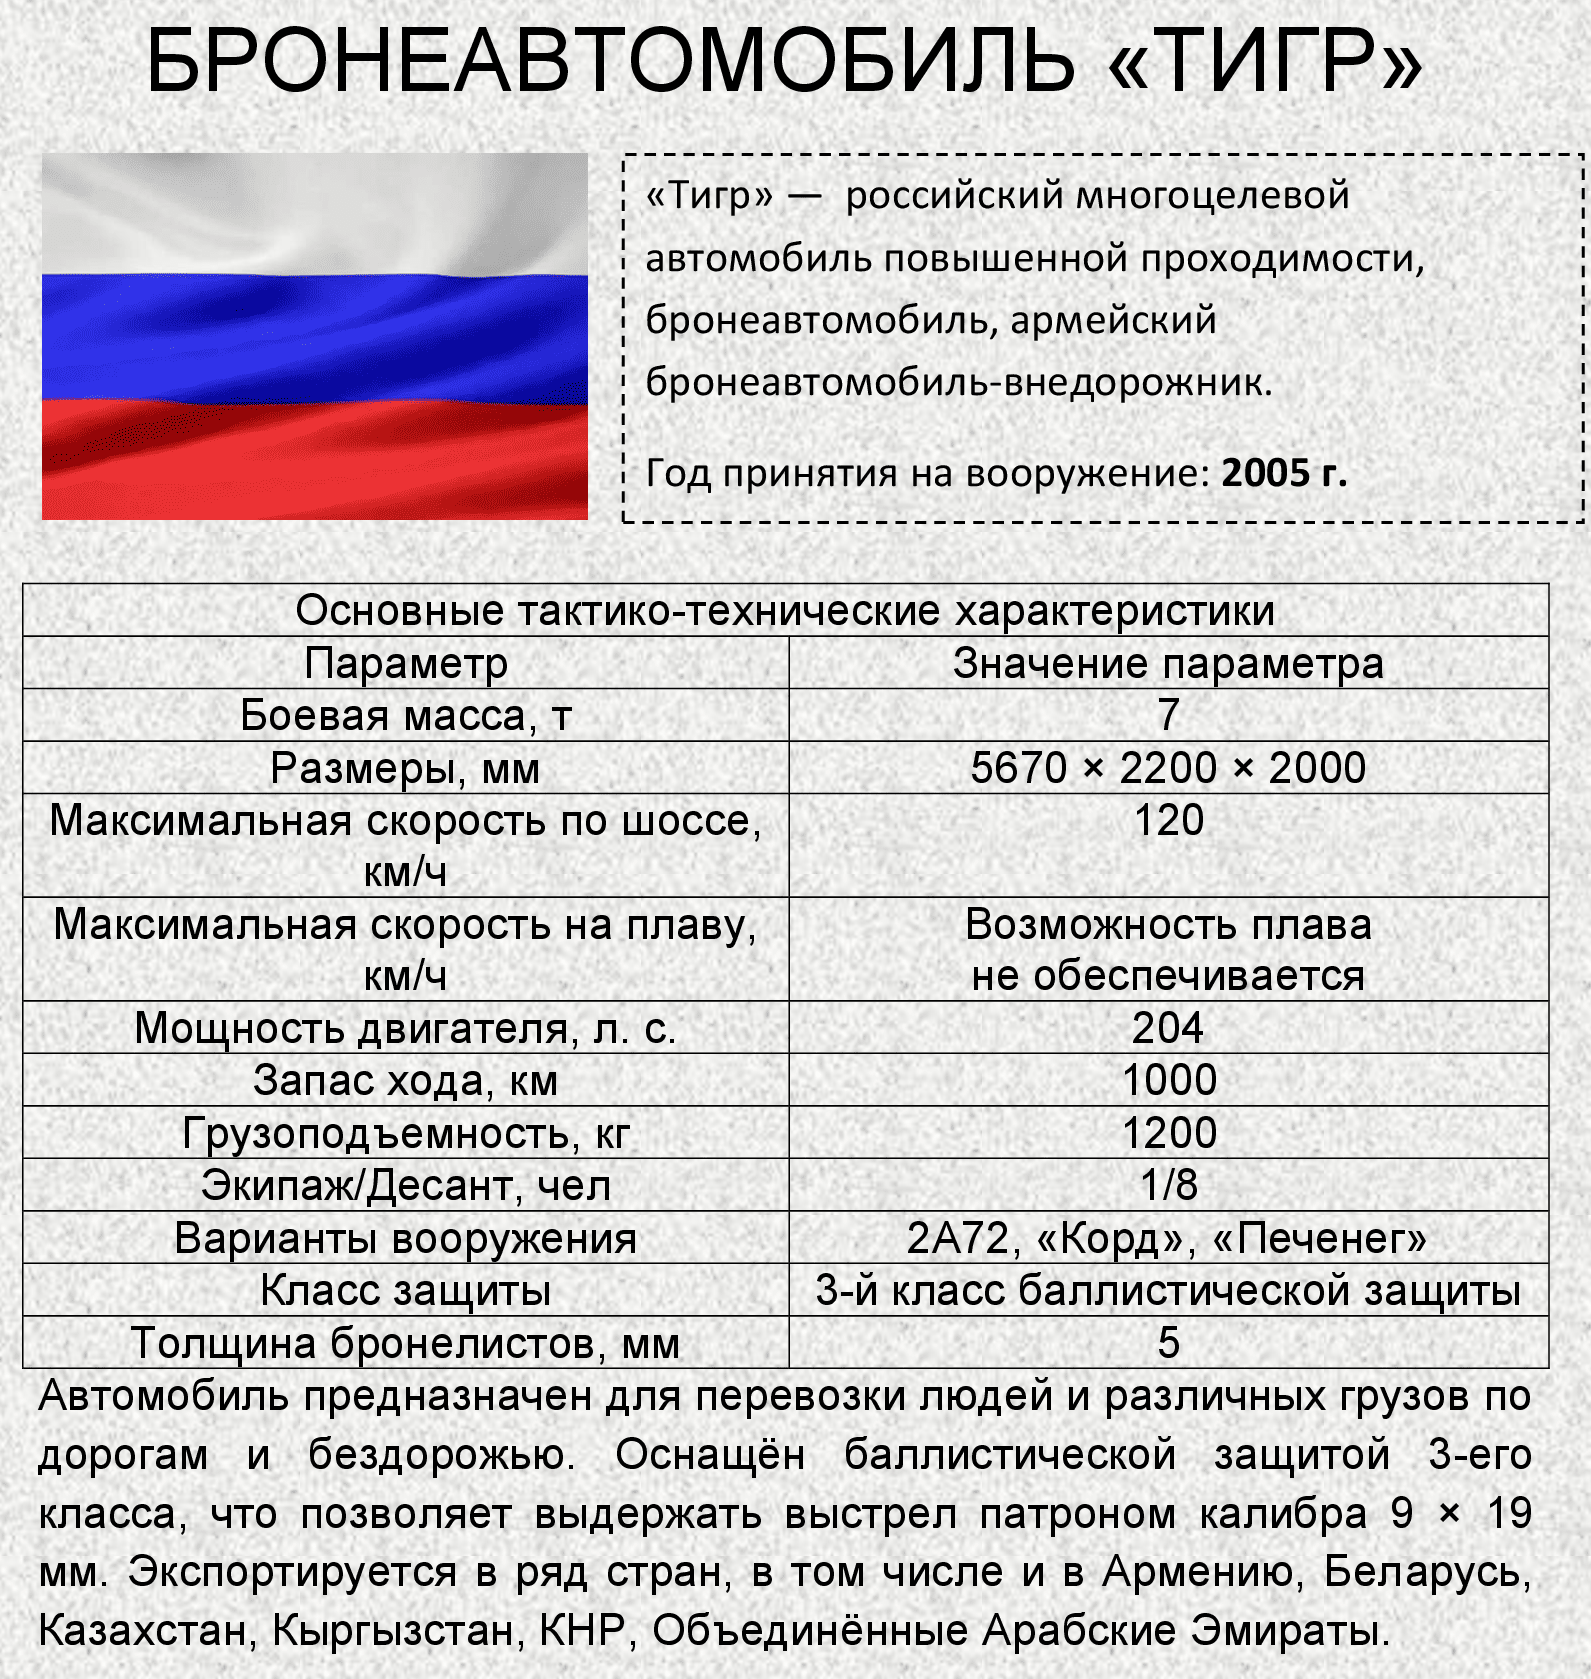 БРОНЕАВТОМОБИЛЬ «ТИГР»
«Тигр» — российский многоцелевой
автомобиль повышенной проходимости,
бронеавтомобиль, армейский
бронеавтомобиль-внедорожник.
Год принятия на вооружение: 2005 г.
Основные тактико-технические характеристики
Параметр Значение параметра
Боевая масса, т 7
Размеры, мм 5670 × 2200 × 2000
Максимальная скорость по шоссе, 120
км/ч
Максимальная скорость на плаву, Возможность плава
км/ч не обеспечивается
Мощность двигателя, л. с. 204
Запас хода, км 1000
Грузоподъемность, кг 1200
Экипаж/Десант, чел 1/8
Варианты вооружения 2А72, «Корд», «Печенег»
Класс защиты 3-й класс баллистической защиты
Толщина бронелистов, мм 5
Автомобиль предназначен для перевозки людей и различных грузов по
дорогам и бездорожью. Оснащён баллистической защитой 3-его
класса, что позволяет выдержать выстрел патроном калибра 9 × 19
мм. Экспортируется в ряд стран, в том числе и в Армению, Беларусь,
Казахстан, Кыргызстан, КНР, Объединённые Арабские Эмираты.